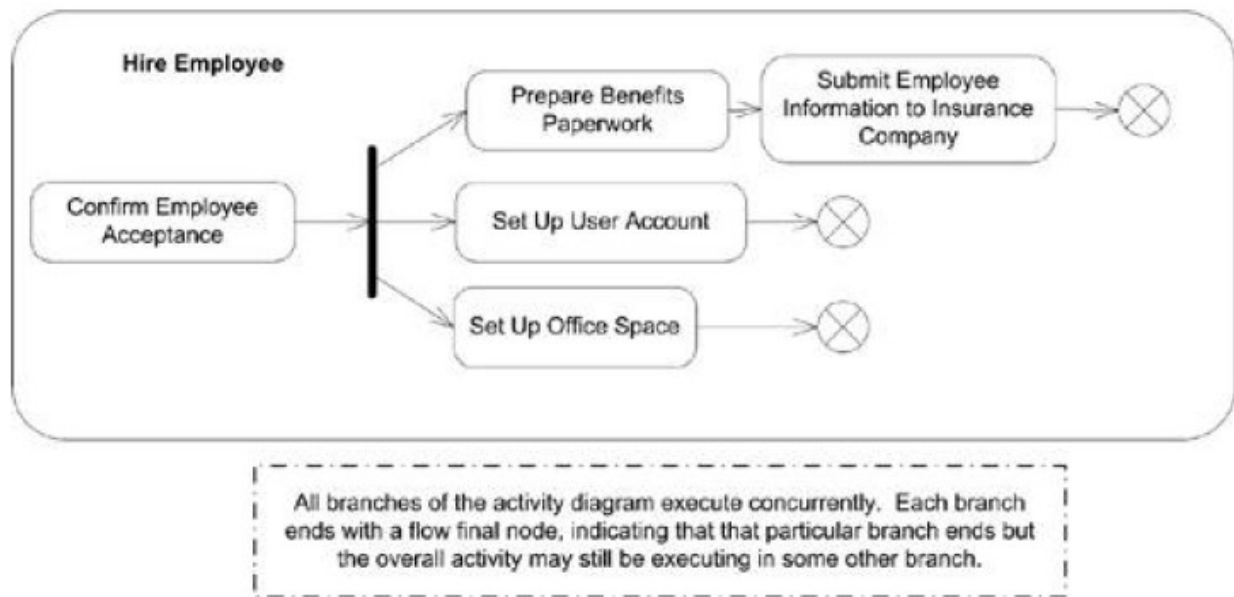 Hire Employee
Prepare Benefits
Paperwork
Submit Employee
Information to Insurance
Company
Confirm Employee
Acceptance
Set Up User Account
Set Up Office Space
All branches of the activity diagram execute concurrently. Each branch
ends with a flow final node, indicating that that particular branch ends but
the overall activity may still be executing in some other branch.